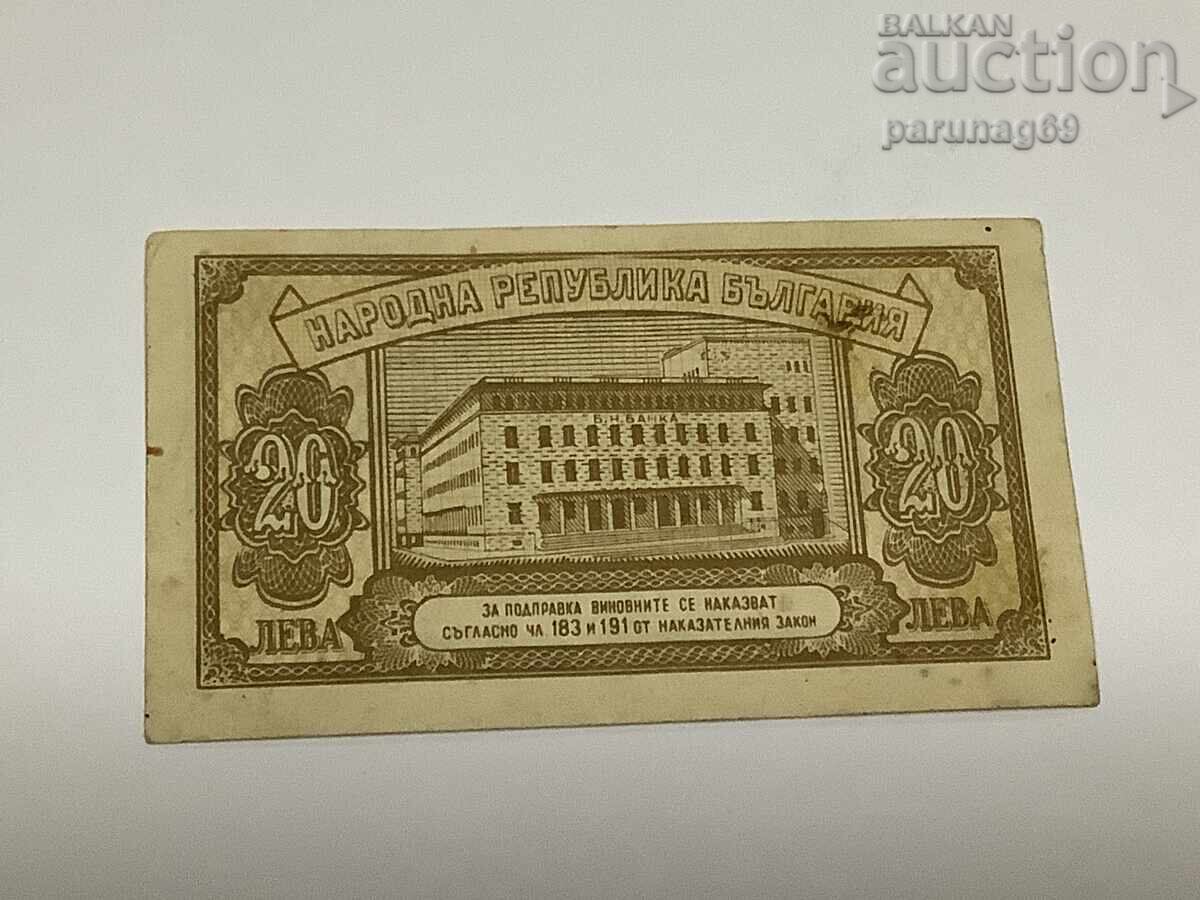 BALKAN
auction
parunag69
НАРОДНА РЕПУБЛИКА БЪЛГАРИЯ
Б.Н.БАНКА
20
20
ЛЕВА
ЛЕВА
ЗА ПОДПРАВКА ВИНОВНИТЕ СЕ НАКАЗВАТ
СЪГЛАСНО ЧЛ 183 И 191 ОТ НАКАЗАТЕЛНИЯ ЗАКОН